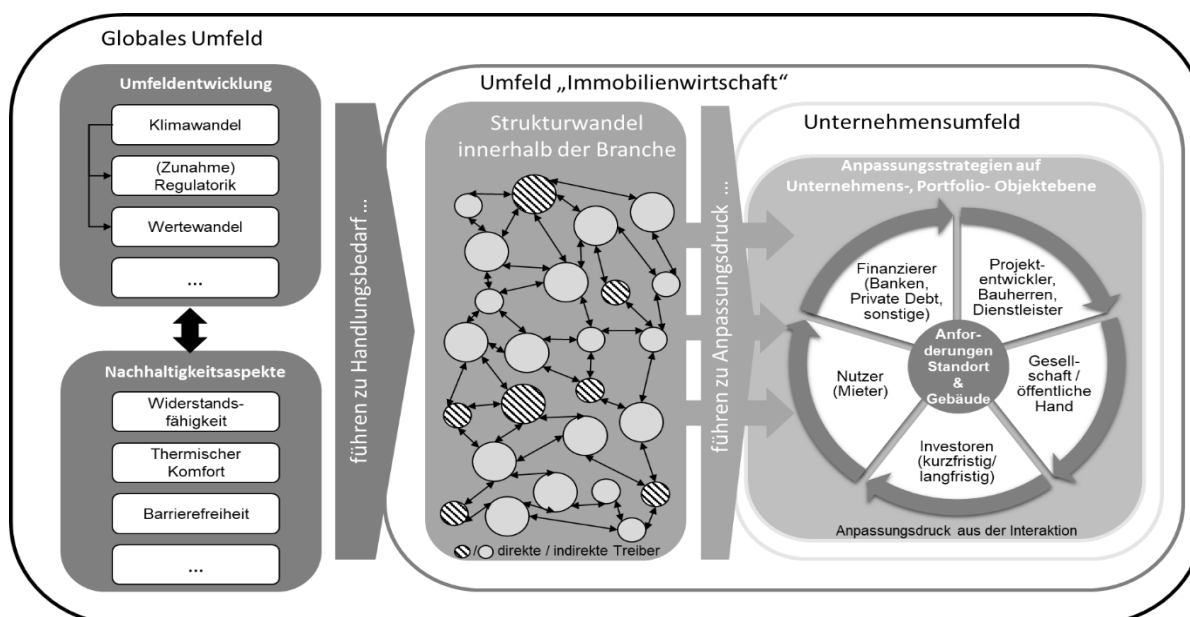 Globales Umfeld
Umfeldentwicklung
Klimawandel
(Zunahme)
Regulatorik
Wertewandel
...
Nachhaltigkeitsaspekte
Widerstands-
fähigkeit
Thermischer
Komfort
Barrierefreiheit
...
führen zu Handlungsbedarf ...
Umfeld „Immobilienwirtschaft“
Strukturwandel
innerhalb der Branche
/ direkte / indirekte Treiber
führen zu Anpassungsdruck ...
Unternehmensumfeld
Anpassungsstrategien auf
Unternehmens-, Portfolio- Objektebene
Finanzierer
(Banken,
Private Debt,
sonstige)
Projekt-
entwickler,
Bauherren,
Dienstleister
Gesell-
schaft /
öffentliche
Hand
Investoren
(kurzfristig/
langfristig)
Nutzer
(Mieter)
Anfor-
derungen
Standort
&
Gebäude
Anpassungsdruck aus der Interaktion